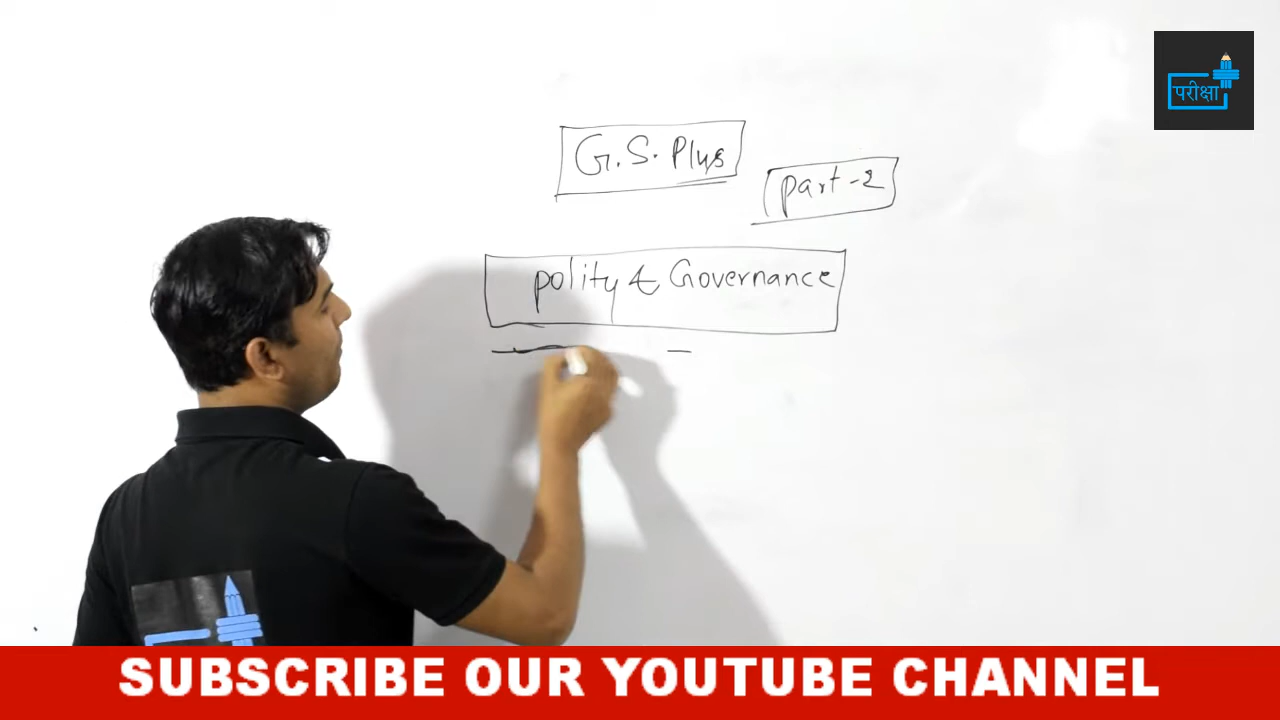 परीक्षा
G.S. Plus
Part-2
polity & Governance
SUBSCRIBE OUR YOUTUBE CHANNEL